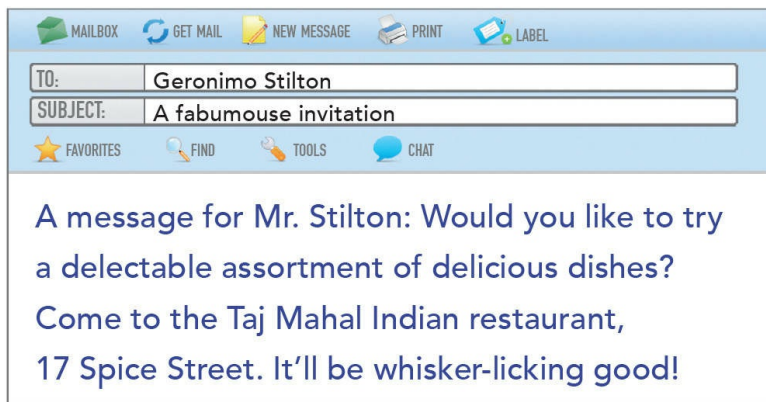 MAILBOX GET MAIL NEW MESSAGE PRINT LABEL
TO: Geronimo Stilton
SUBJECT: A fabumouse invitation
FAVORITES FIND TOOLS CHAT
A message for Mr. Stilton: Would you like to try
a delectable assortment of delicious dishes?
Come to the Taj Mahal Indian restaurant,
17 Spice Street. It’ll be whisker-licking good!